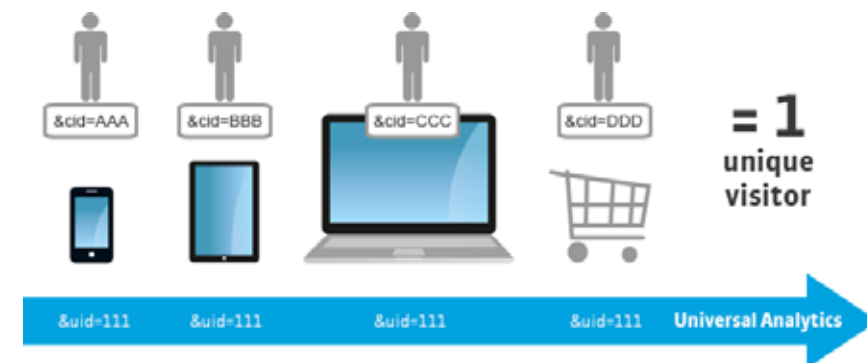 &cid=AAA &cid=BBB &cid=CCC &cid=DDD
= 1
unique
visitor
&uid=111 &uid=111 &uid=111 &uid=111 Universal Analytics